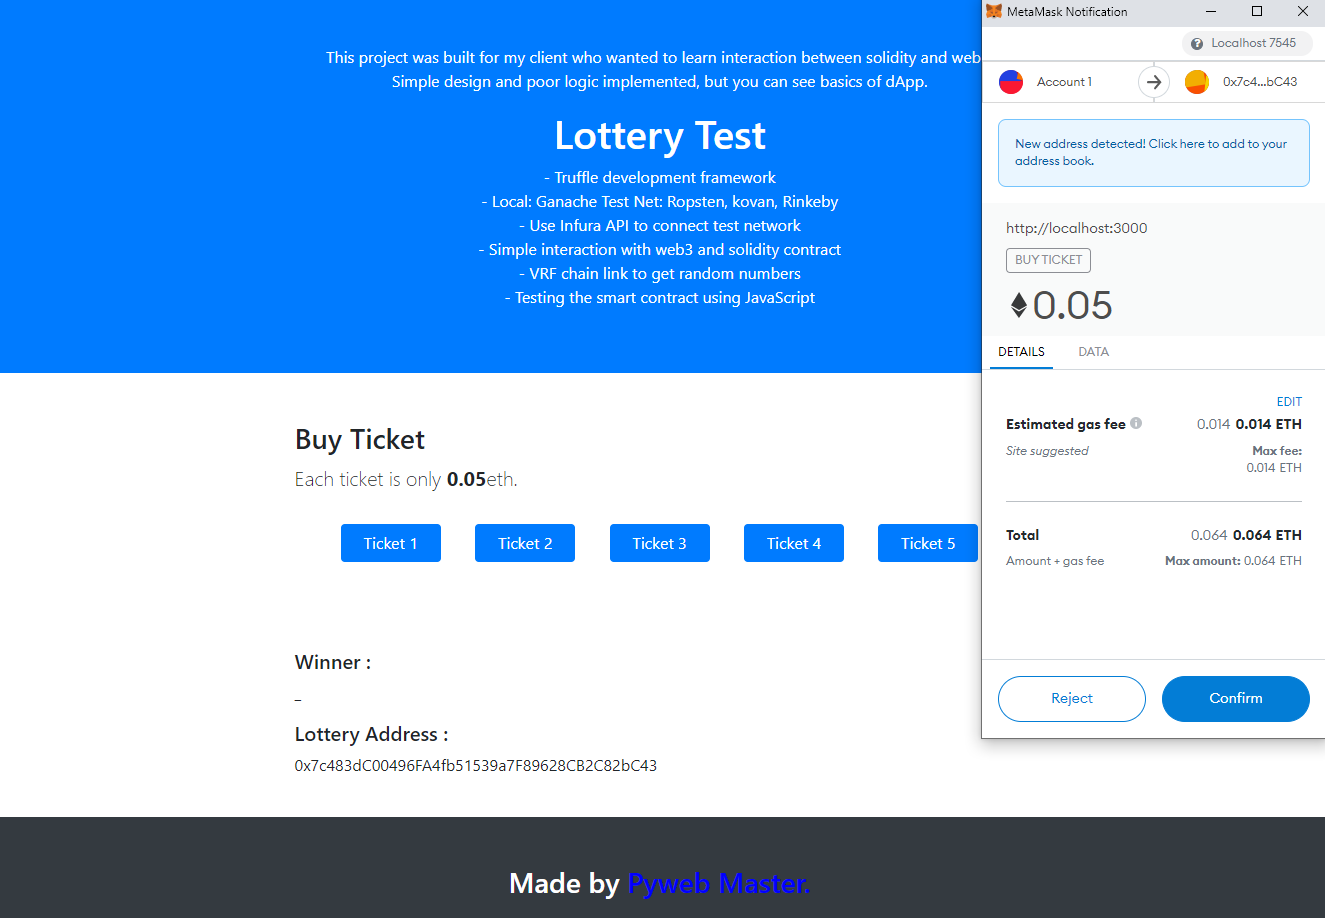 This project was built for my client who wanted to learn interaction between solidity and web
Simple design and poor logic implemented, but you can see basics of dApp.
Lottery Test
- Truffle development framework
- Local: Ganache Test Net: Ropsten, kovan, Rinkeby
- Use Infura API to connect test network
- Simple interaction with web3 and solidity contract
- VRF chain link to get random numbers
- Testing the smart contract using JavaScript
Buy Ticket
Each ticket is only 0.05eth.
Ticket 1 Ticket 2 Ticket 3 Ticket 4 Ticket 5
Winner :
_
Lottery Address :
0x7c483dC00496FA4fb51539a7F89628CB2C82bC43
Made by Pyweb Master.
MetaMask Notification
Localhost 7545
Account 1 0x7c4...bC43
New address detected! Click here to add to your
address book.
http://localhost:3000
BUY TICKET
0.05
DETAILS DATA
EDIT
Estimated gas fee 0.014 0.014 ETH
Site suggested Max fee:
0.014 ETH
Total 0.064 0.064 ETH
Amount + gas fee Max amount: 0.064 ETH
Reject Confirm